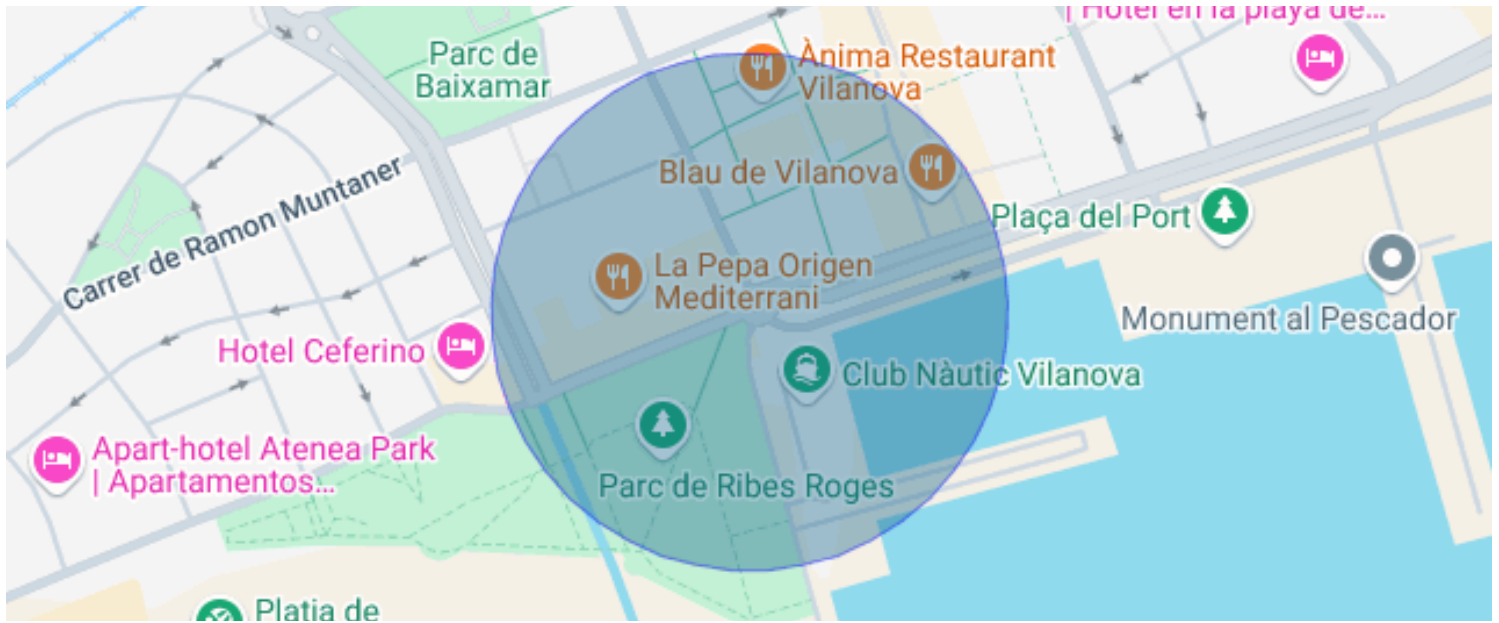 | Hotel en la playa de...
Parc de
Baixamar
Ànima Restaurant
Vilanova
Blau de Vilanova
Carrer de Ramon Muntaner
Plaça del Port
La Pepa Origen
Mediterrani
Monument al Pescador
Hotel Ceferino
Club Nàutic Vilanova
Apart-hotel Atenea Park
| Apartamentos...
Parc de Ribes Roges
Platja de